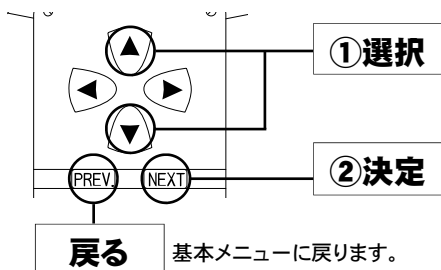 ①選択
②決定
PREV.
NEXT
戻る
基本メニューに戻ります。